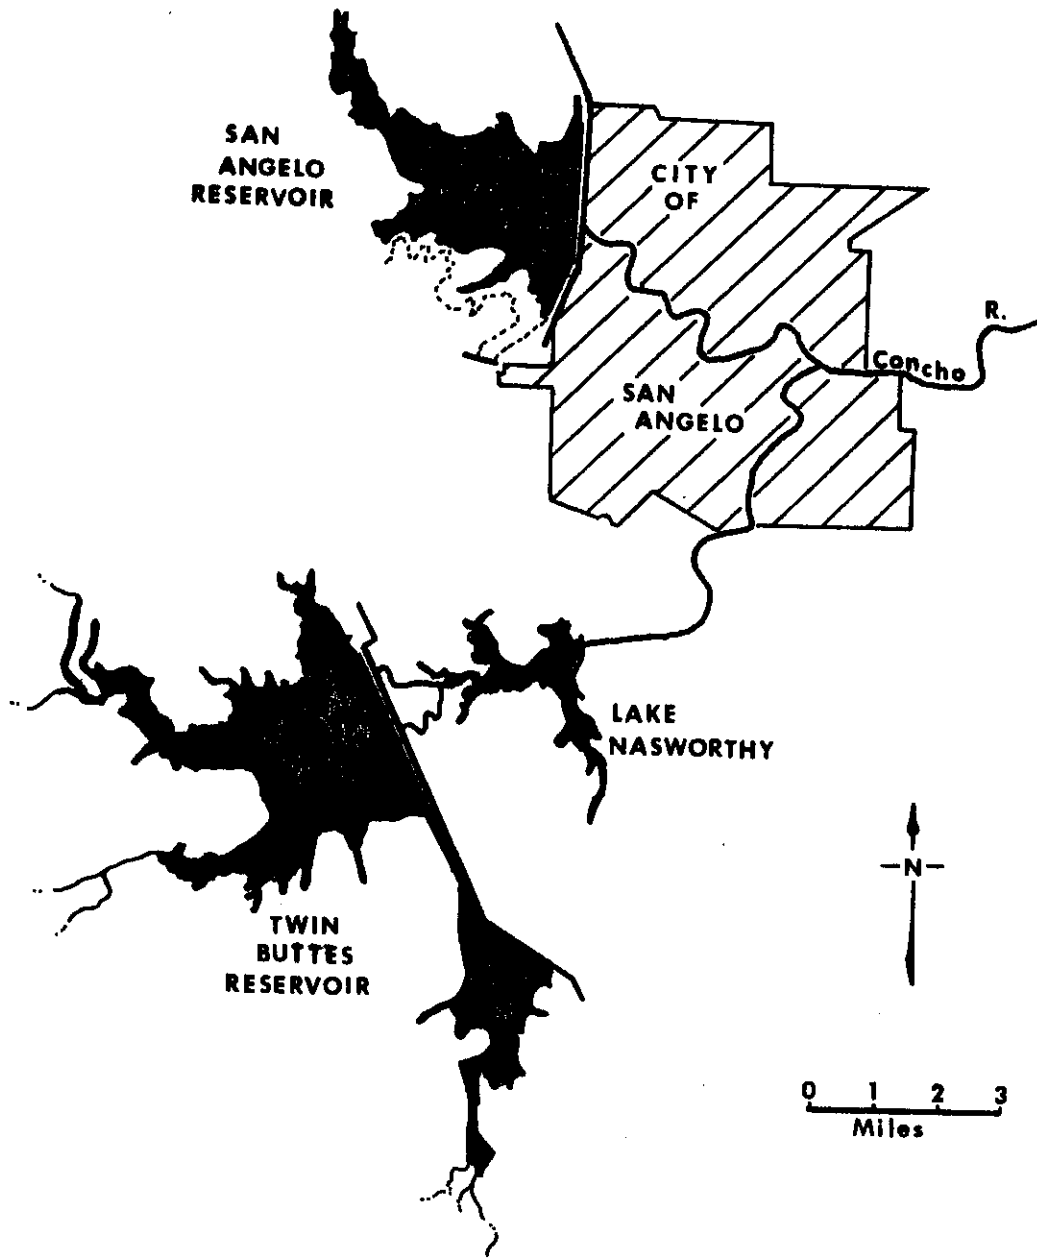 SAN
ANGELO
RESERVOIR
CITY
OF
R.
Concho
SAN
ANGELO
LAKE
NASWORTHY
N
TWIN
BUTTES
RESERVOIR
0 1 2 3
Miles